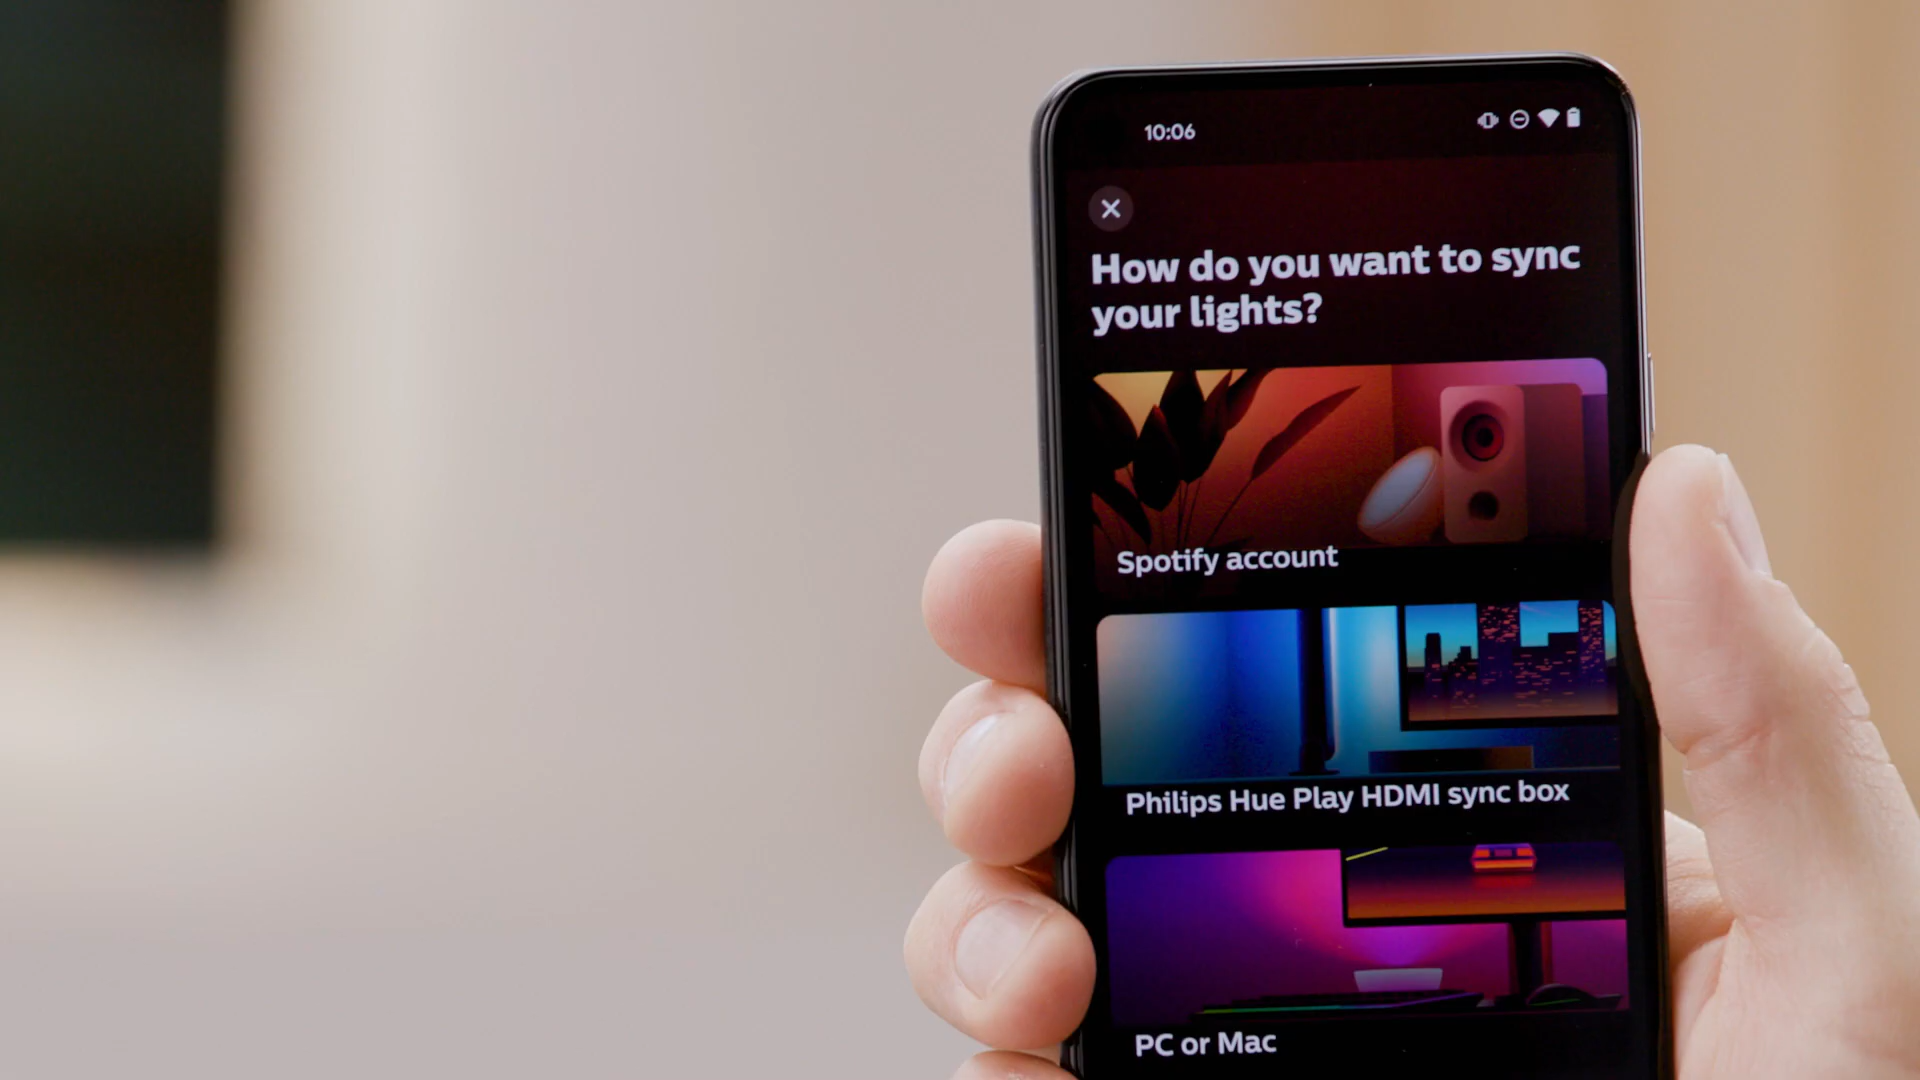 10:06
How do you want to sync
your lights?
Spotify account
Philips Hue Play HDMI sync box
PC or Mac